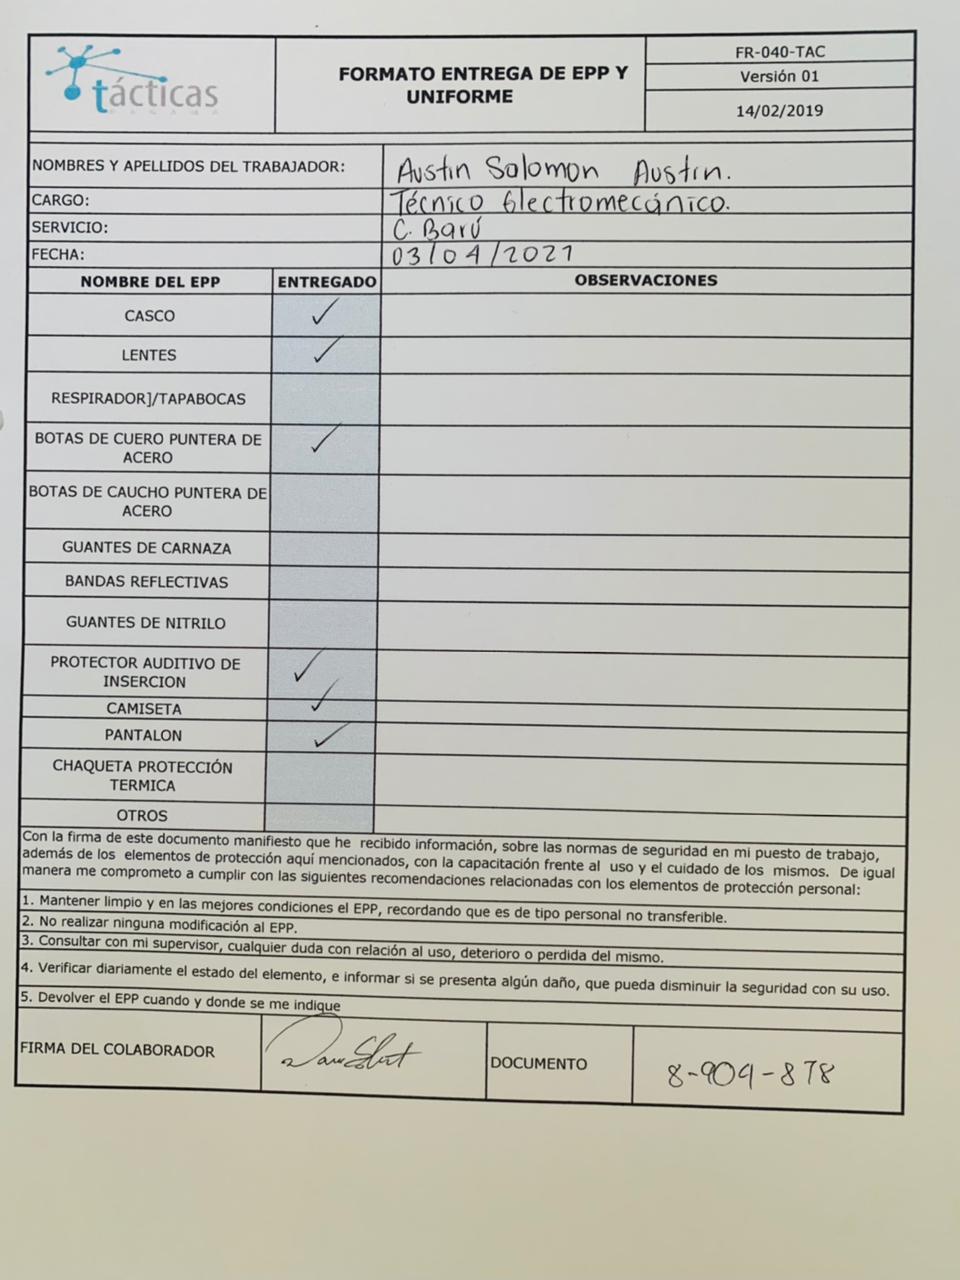 tácticas
PANAMA
FORMATO ENTREGA DE EPP Y
UNIFORME
FR-040-TAC
Versión 01
14/02/2019
NOMBRES Y APELLIDOS DEL TRABAJADOR: Austin Solomon Austin.
CARGO: Técnico Electromecánico.
SERVICIO: C. Barú
FECHA: 03/04/2021
NOMBRE DEL EPP ENTREGADO OBSERVACIONES
CASCO ✓
LENTES ✓
RESPIRADOR]/TAPABOCAS
BOTAS DE CUERO PUNTERA DE
ACERO ✓
BOTAS DE CAUCHO PUNTERA DE
ACERO
GUANTES DE CARNAZA
BANDAS REFLECTIVAS
GUANTES DE NITRILO
PROTECTOR AUDITIVO DE
INSERCION ✓
CAMISETA ✓
PANTALON ✓
CHAQUETA PROTECCIÓN
TERMICA
OTROS
Con la firma de este documento manifiesto que he recibido información, sobre las normas de seguridad en mi puesto de trabajo,
además de los elementos de protección aquí mencionados, con la capacitación frente al uso y el cuidado de los mismos. De igual
manera me comprometo a cumplir con las siguientes recomendaciones relacionadas con los elementos de protección personal:
1. Mantener limpio y en las mejores condiciones el EPP, recordando que es de tipo personal no transferible.
2. No realizar ninguna modificación al EPP.
3. Consultar con mi supervisor, cualquier duda con relación al uso, deterioro o perdida del mismo.
4. Verificar diariamente el estado del elemento, e informar si se presenta algún daño, que pueda disminuir la seguridad con su uso.
5. Devolver el EPP cuando y donde se me indique
FIRMA DEL COLABORADOR DOCUMENTO 8-904-878